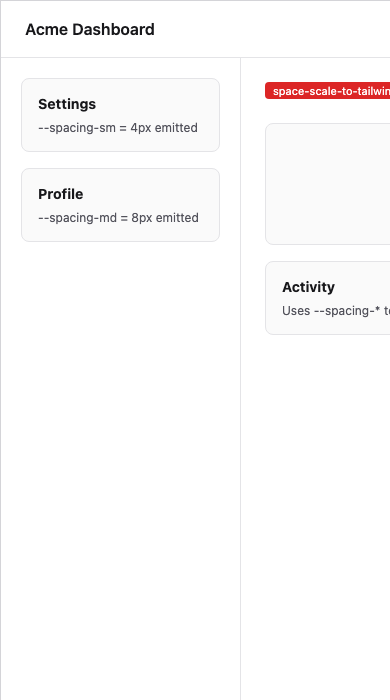 Acme Dashboard
Settings
--spacing-sm = 4px emitted
Profile
--spacing-md = 8px emitted
space-scale-to-tailwin
Activity
Uses --spacing-* t